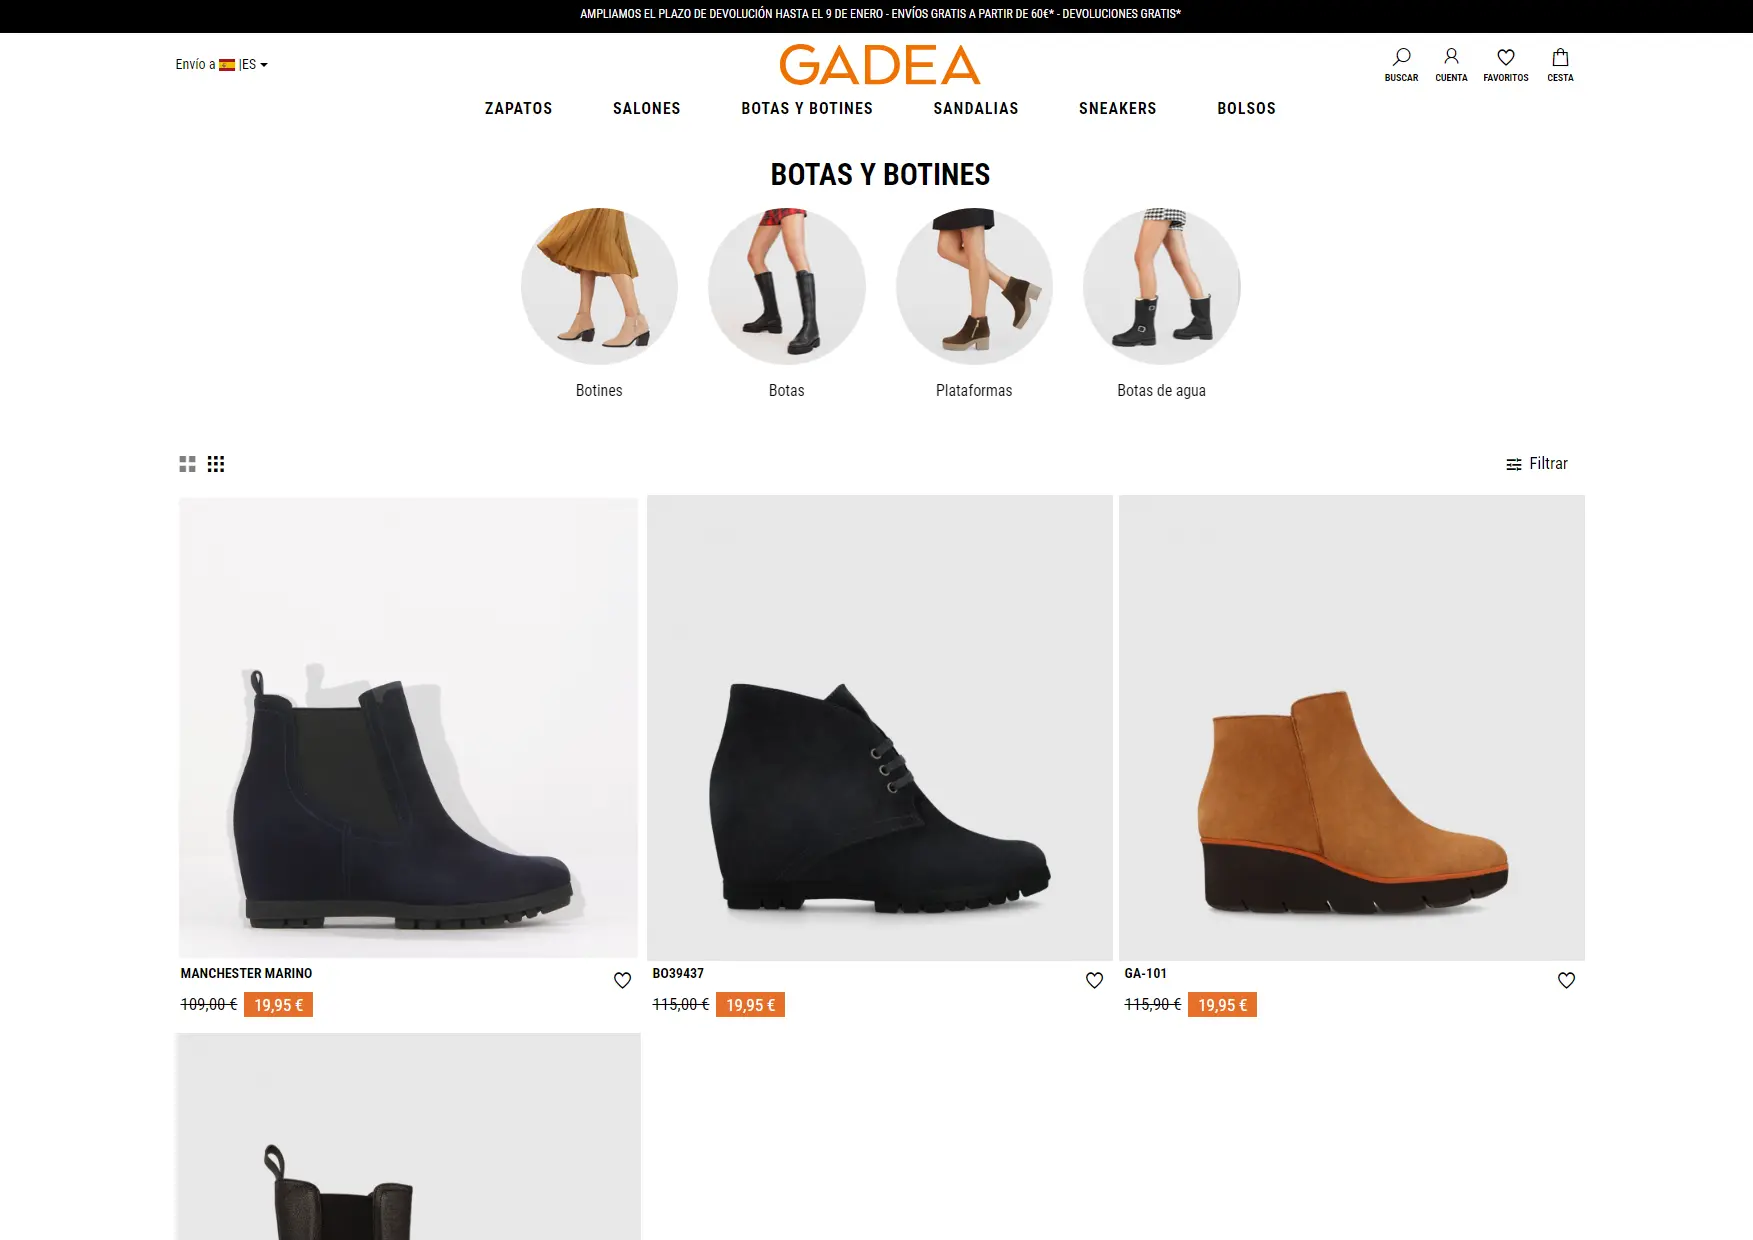 AMPLIAMOS EL PLAZO DE DEVOLUCIÓN HASTA EL 9 DE ENERO - ENVÍOS GRATIS A PARTIR DE 60€* - DEVOLUCIONES GRATIS*
Envío a |ES
GADEA
BUSCAR CUENTA FAVORITOS CESTA
ZAPATOS SALONES BOTAS Y BOTINES SANDALIAS SNEAKERS BOLSOS
BOTAS Y BOTINES
Botines Botas Plataformas Botas de agua
Filtrar
MANCHESTER MARINO
109,00 € 19,95 €
BO39437
115,00 € 19,95 €
GA-101
115,90 € 19,95 €